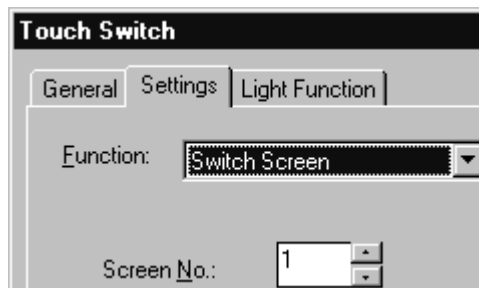 Touch Switch
General Settings Light Function
Function: Switch Screen
Screen No.: 1